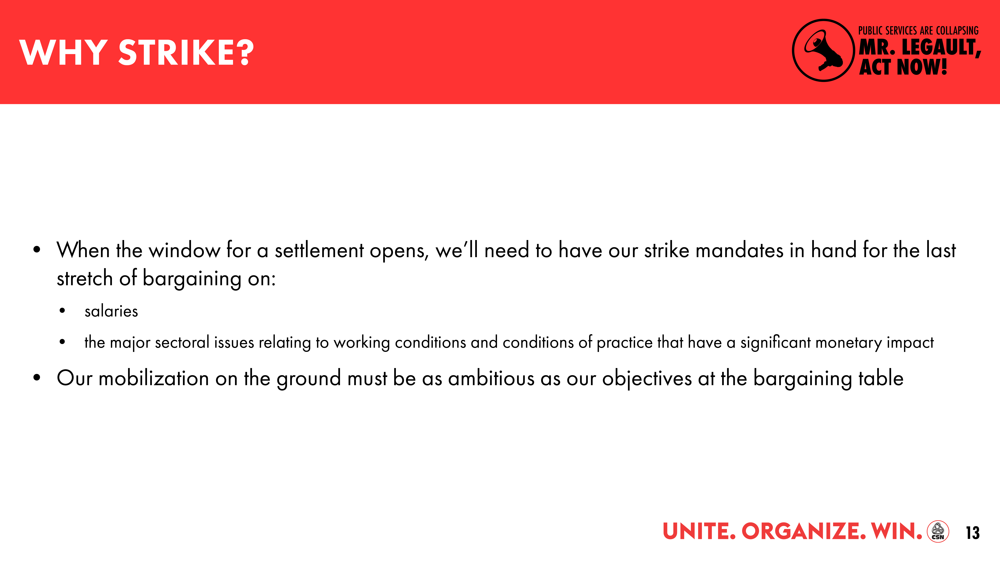 WHY STRIKE?
PUBLIC SERVICES ARE COLLAPSING
MR. LEGAULT,
ACT NOW!
• When the window for a settlement opens, we’ll need to have our strike mandates in hand for the last
stretch of bargaining on:
• salaries
• the major sectoral issues relating to working conditions and conditions of practice that have a significant monetary impact
• Our mobilization on the ground must be as ambitious as our objectives at the bargaining table
UNITE. ORGANIZE. WIN.
CSN
13